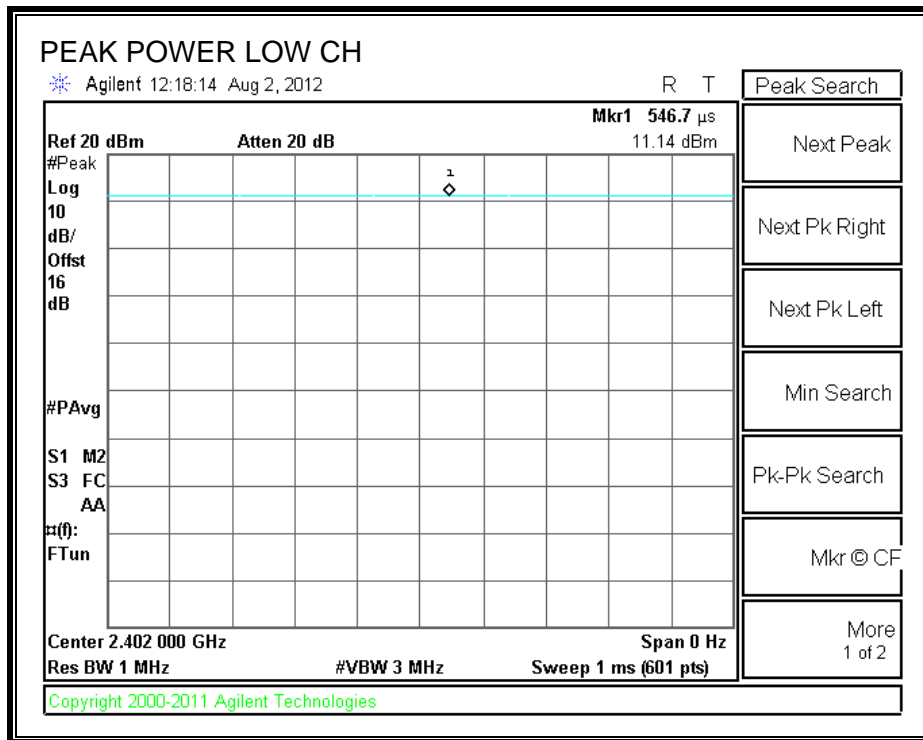 PEAK POWER LOW CH
Agilent 12:18:14 Aug 2, 2012
R T
Mkr1 546.7 µs
Ref 20 dBm
Atten 20 dB
11.14 dBm
#Peak
Log
10
dB/
Offst
16
dB
1
#PAvg
S1 M2
S3 FC
AA
¤(f):
FTun
Center 2.402 000 GHz
Span 0 Hz
Res BW 1 MHz
#VBW 3 MHz
Sweep 1 ms (601 pts)
Copyright 2000-2011 Agilent Technologies
Peak Search
Next Peak
Next Pk Right
Next Pk Left
Min Search
Pk-Pk Search
Mkr © CF
More
1 of 2